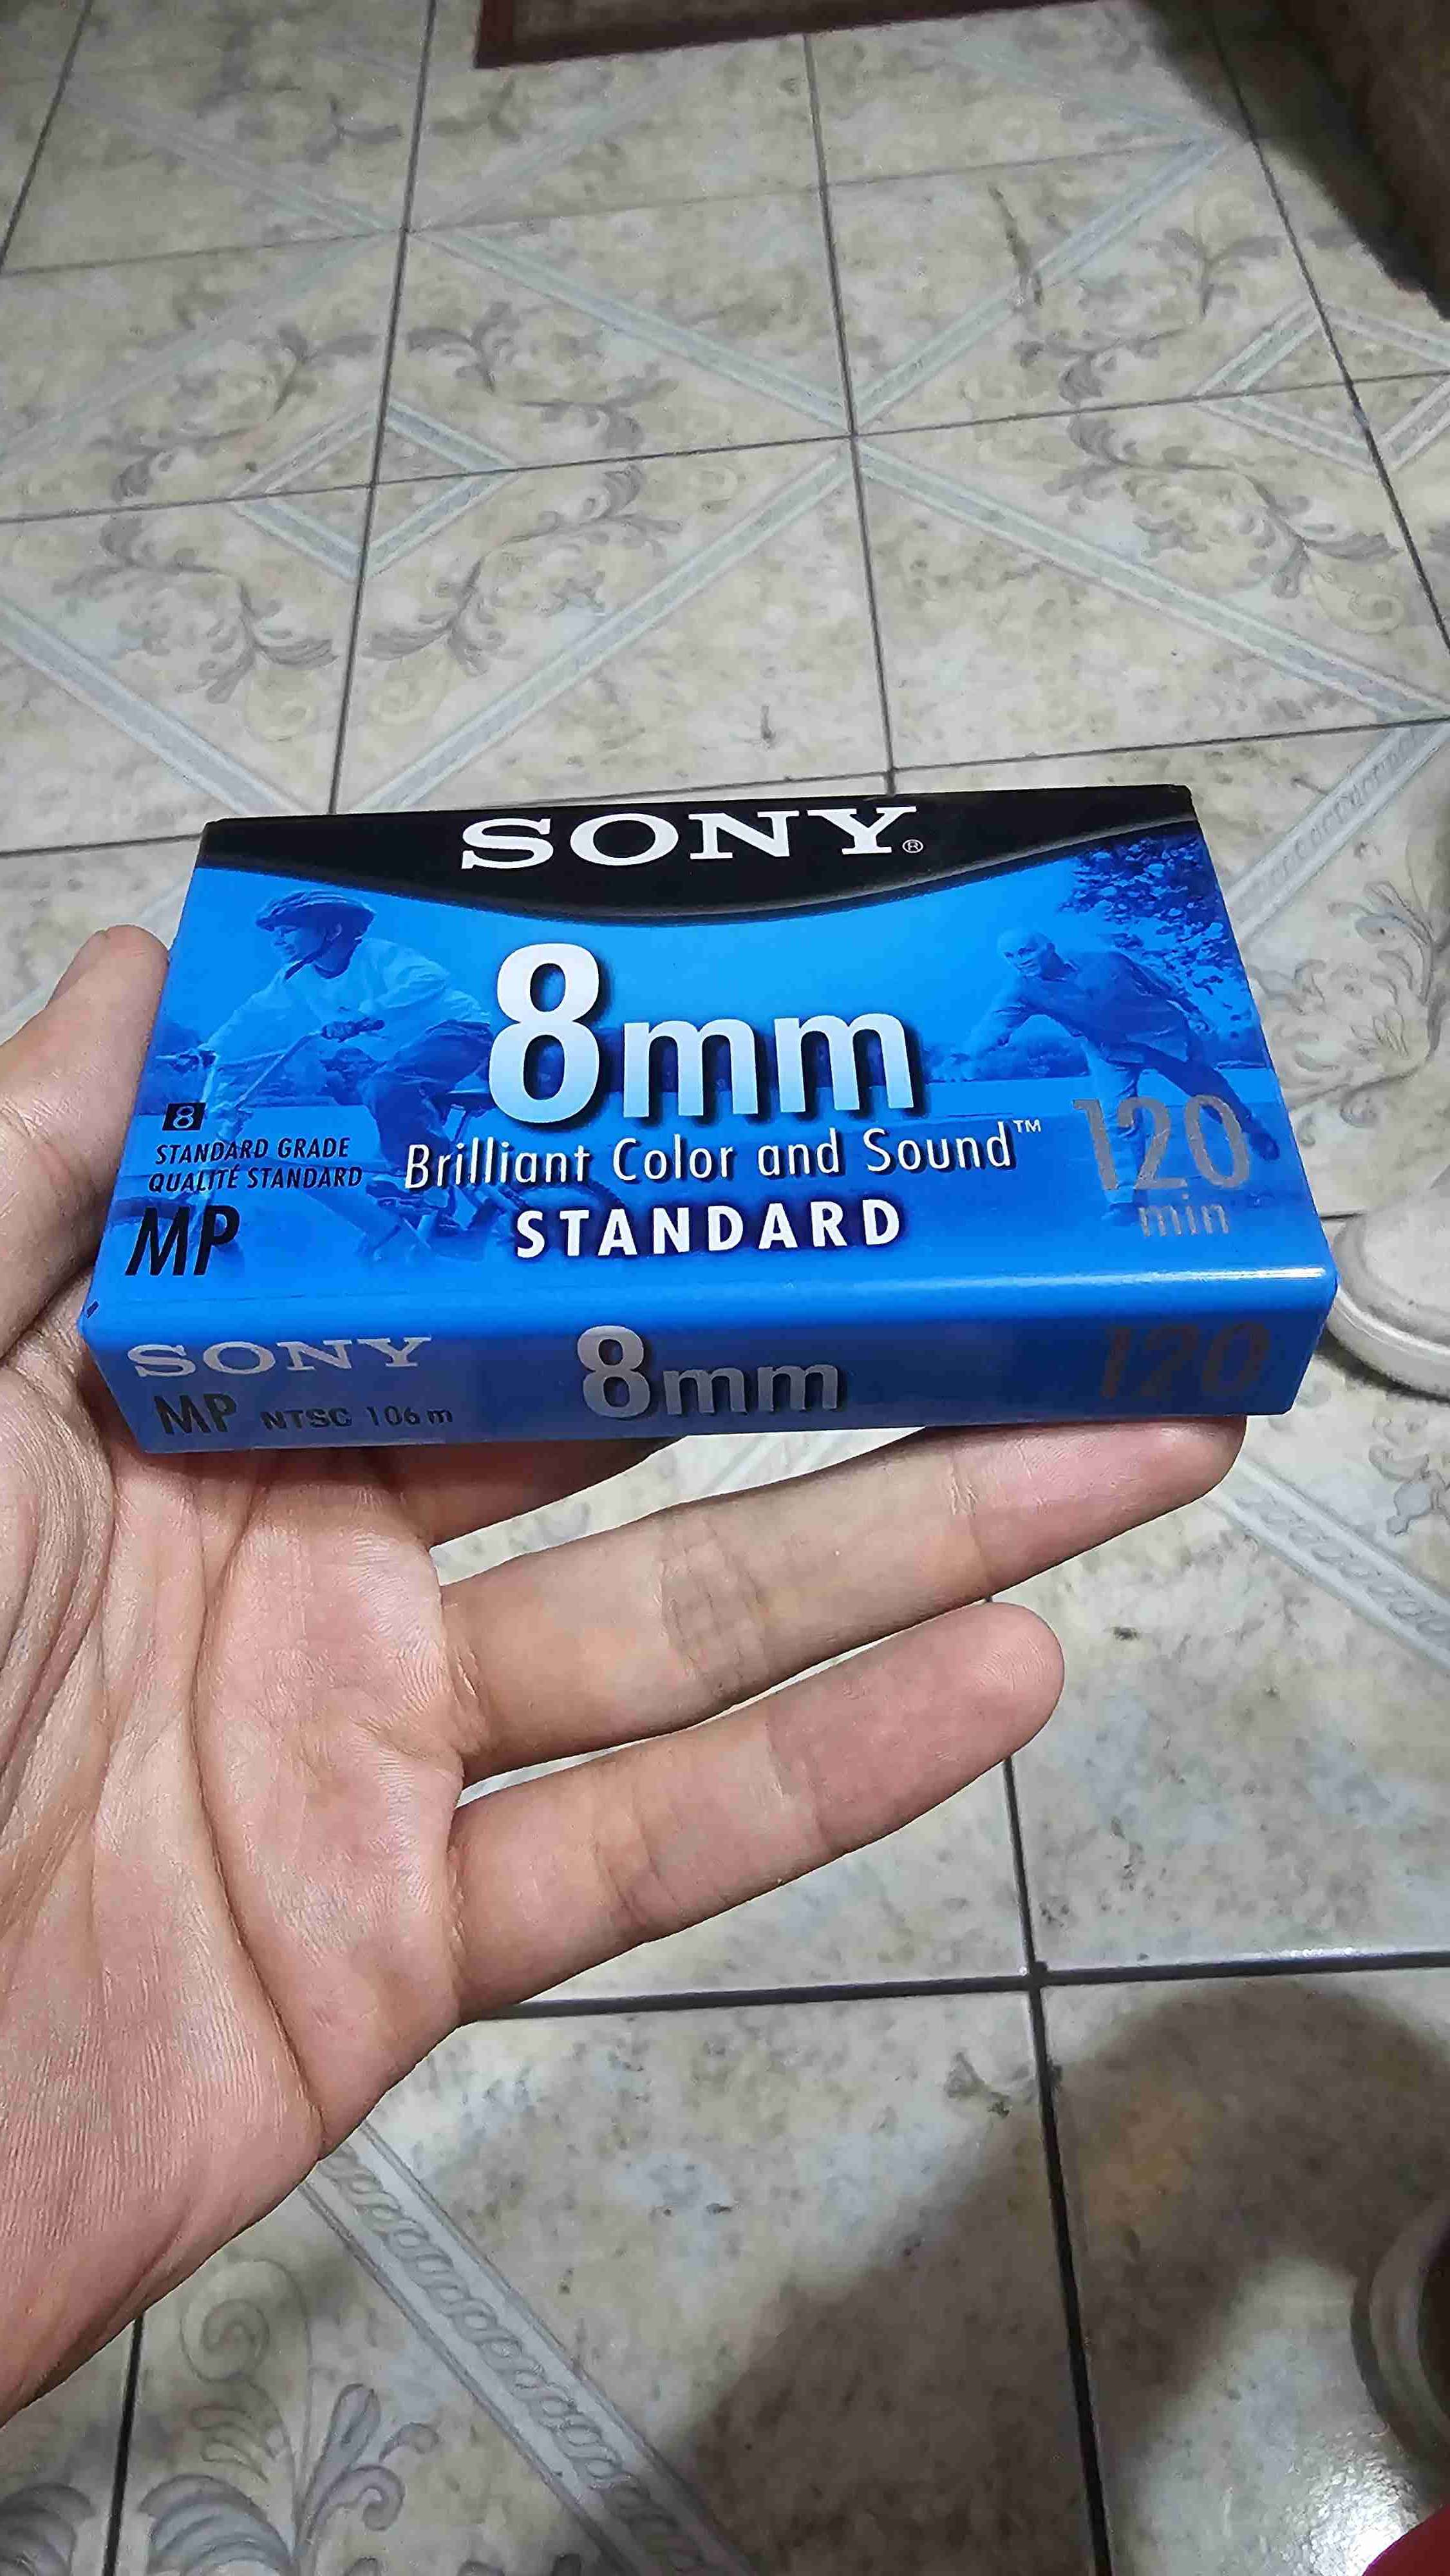 SONY®
8mm
Brilliant Color and Sound™
STANDARD
8
STANDARD GRADE
QUALITÉ STANDARD
MP
120
min
SONY
MP NTSC 106m
8mm
120